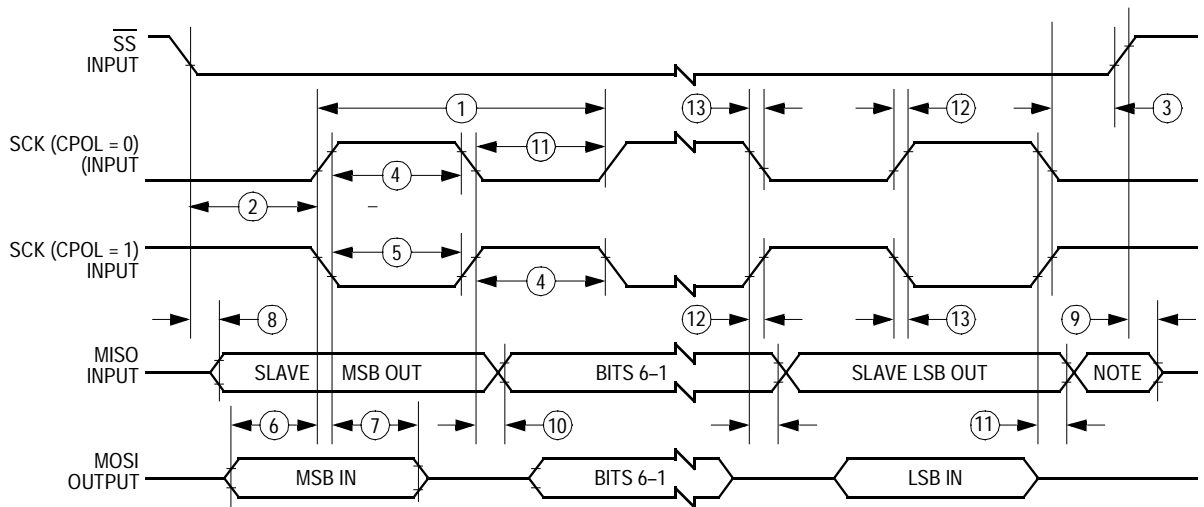 SS
INPUT
1
13
12
3
SCK (CPOL = 0)
(INPUT
11
4
2
SCK (CPOL = 1)
INPUT
5
4
8
12
13
9
MISO
INPUT
SLAVE MSB OUT
BITS 6–1
SLAVE LSB OUT
NOTE
6
7
10
11
MOSI
OUTPUT
MSB IN
BITS 6–1
LSB IN